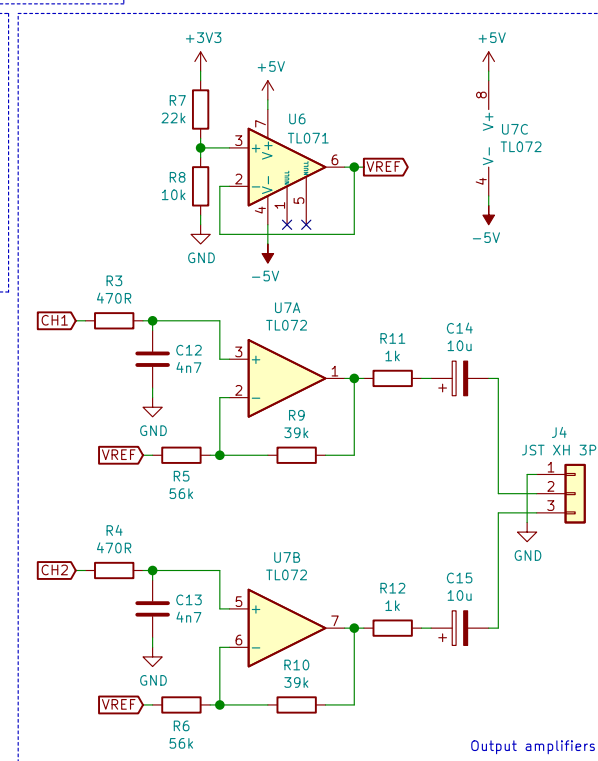 +3V3
+5V
+5V
R7
22k
U6
TL071
7
8
3
+
V+
6
VREF
V+
U7C
TL072
V-
R8
10k
2
-
V-
NULL
NULL
4
1
5
4
GND
-5V
-5V
R3
470R
CH1
U7A
TL072
C12
4n7
3
+
1
R11
1k
C14
10u
+
2
-
GND
R9
39k
VREF
R5
56k
J4
JST XH 3P
1
2
3
GND
R4
470R
CH2
U7B
TL072
C13
4n7
5
+
7
R12
1k
C15
10u
+
6
-
GND
R10
39k
VREF
R6
56k
Output amplifiers